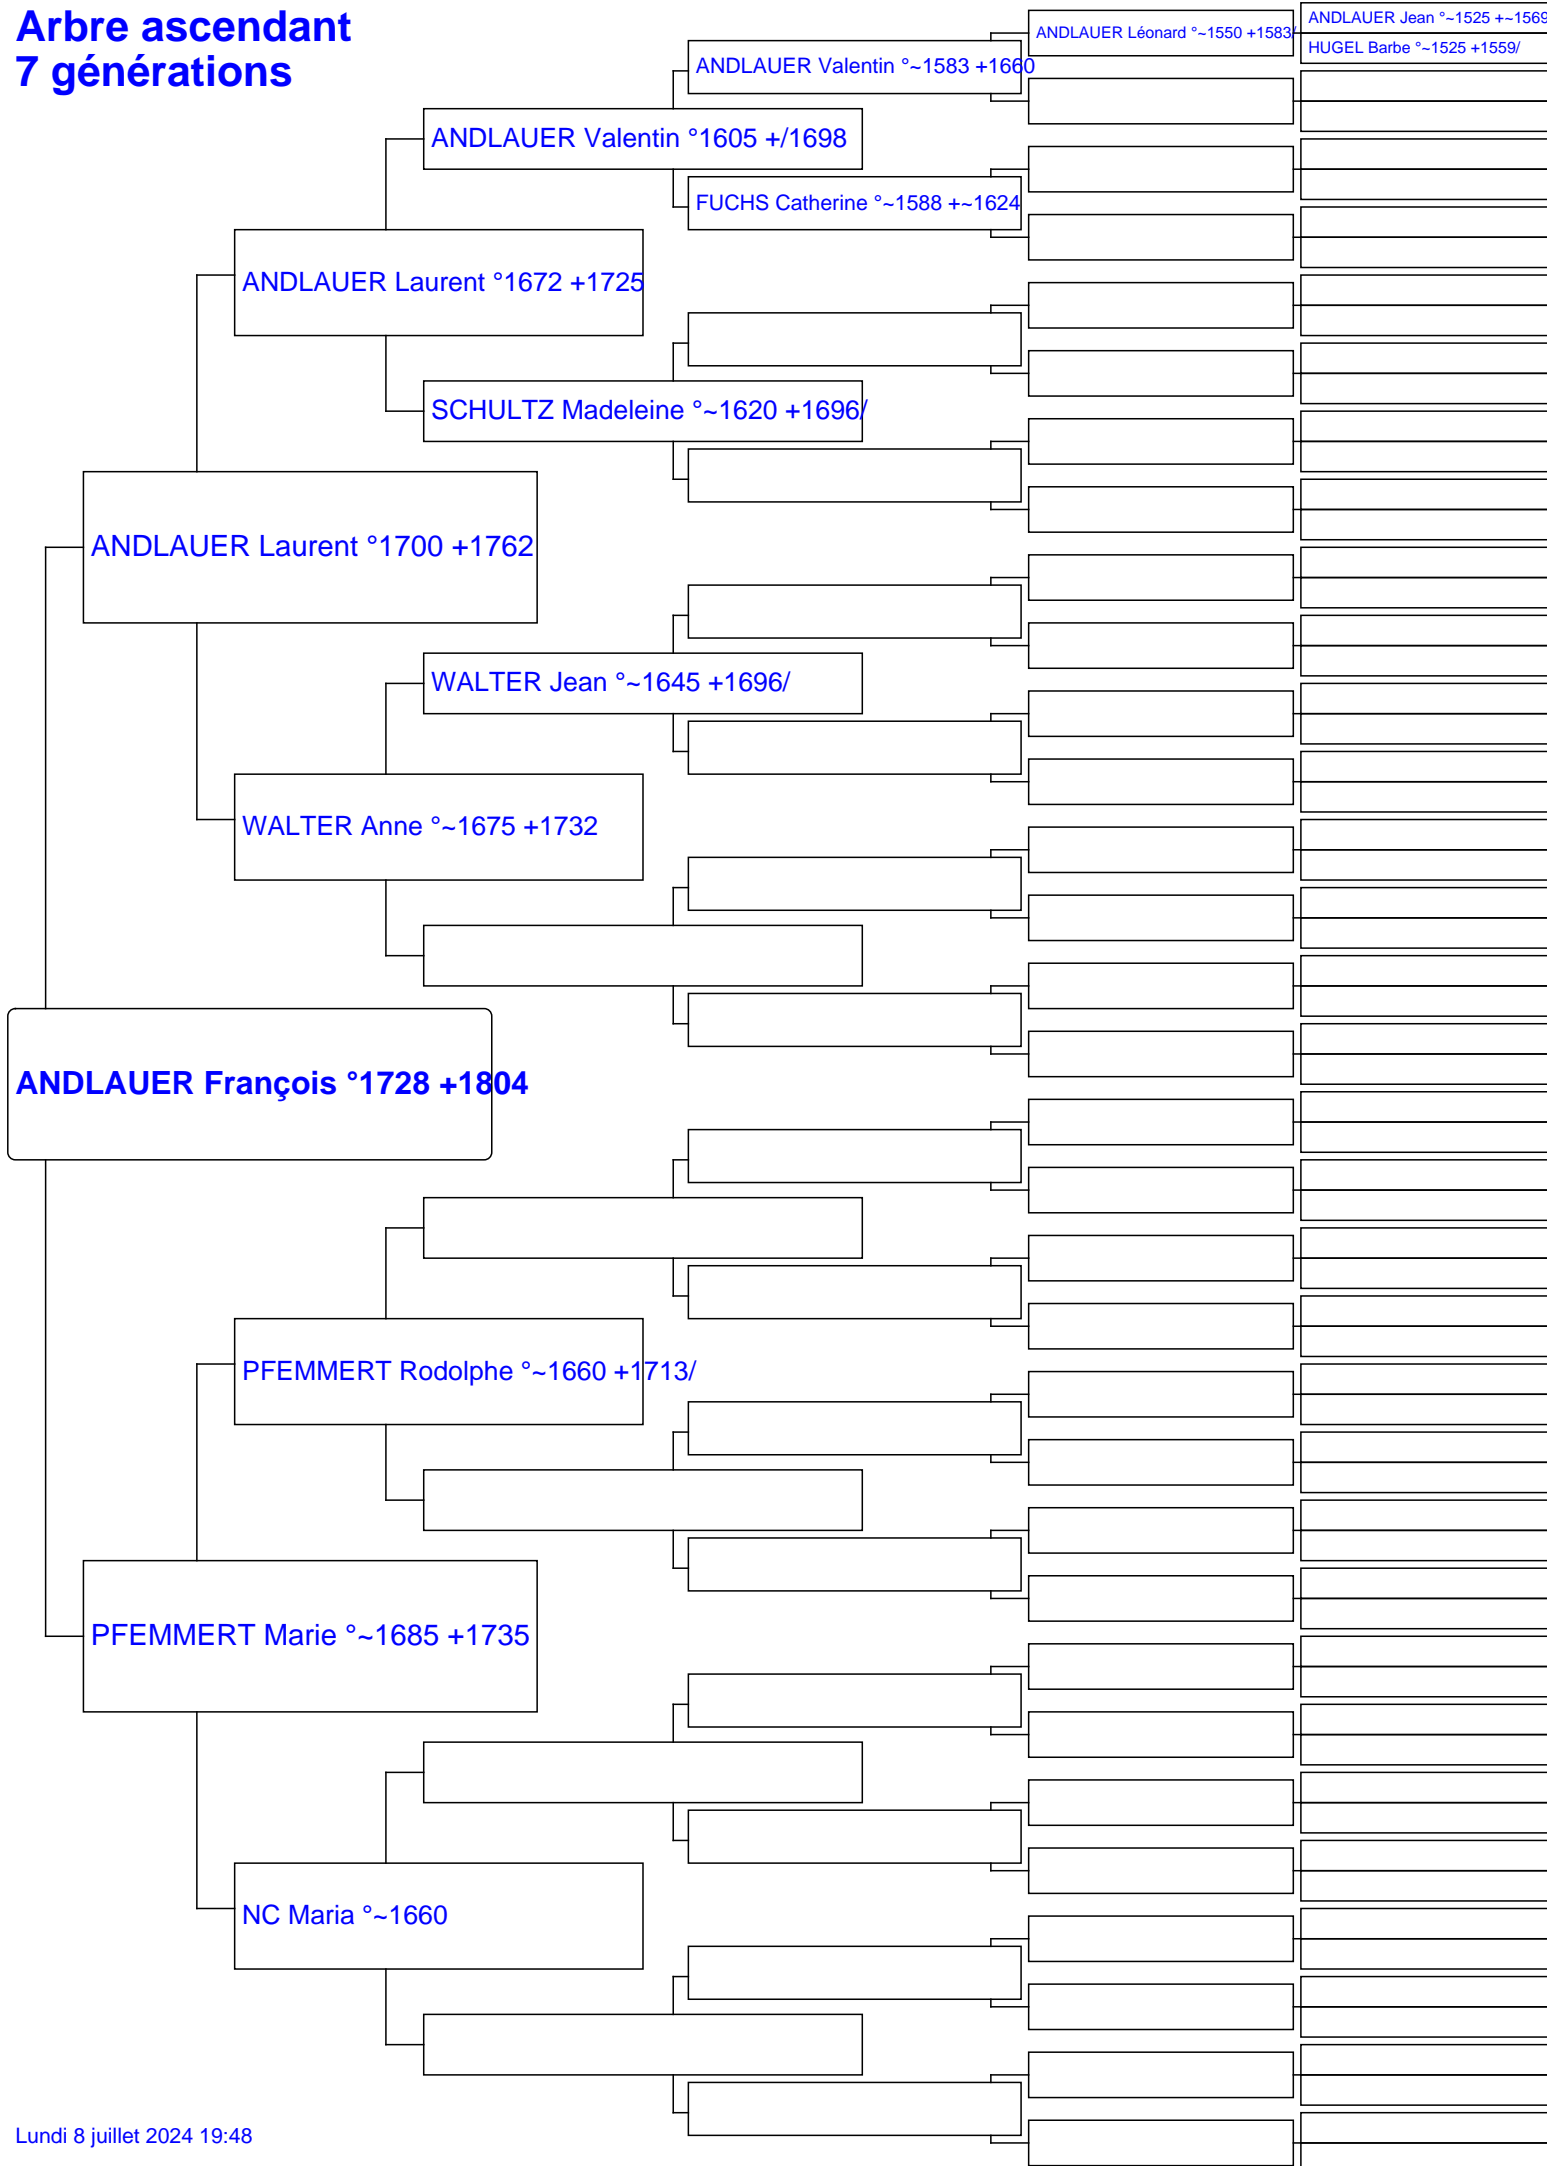 Arbre ascendant
7 générations
ANDLAUER Jean °~1525 +~1569
ANDLAUER Léonard °~1550 +1583/
HUGEL Barbe °~1525 +1559/
ANDLAUER Valentin °~1583 +1660
ANDLAUER Valentin °1605 +/1698
FUCHS Catherine °~1588 +~1624
ANDLAUER Laurent °1672 +1725
SCHULTZ Madeleine °~1620 +1696/
ANDLAUER Laurent °1700 +1762
WALTER Jean °~1645 +1696/
WALTER Anne °~1675 +1732
ANDLAUER François °1728 +1804
PFEMMERT Rodolphe °~1660 +1713/
PFEMMERT Marie °~1685 +1735
NC Maria °~1660
Lundi 8 juillet 2024 19:48